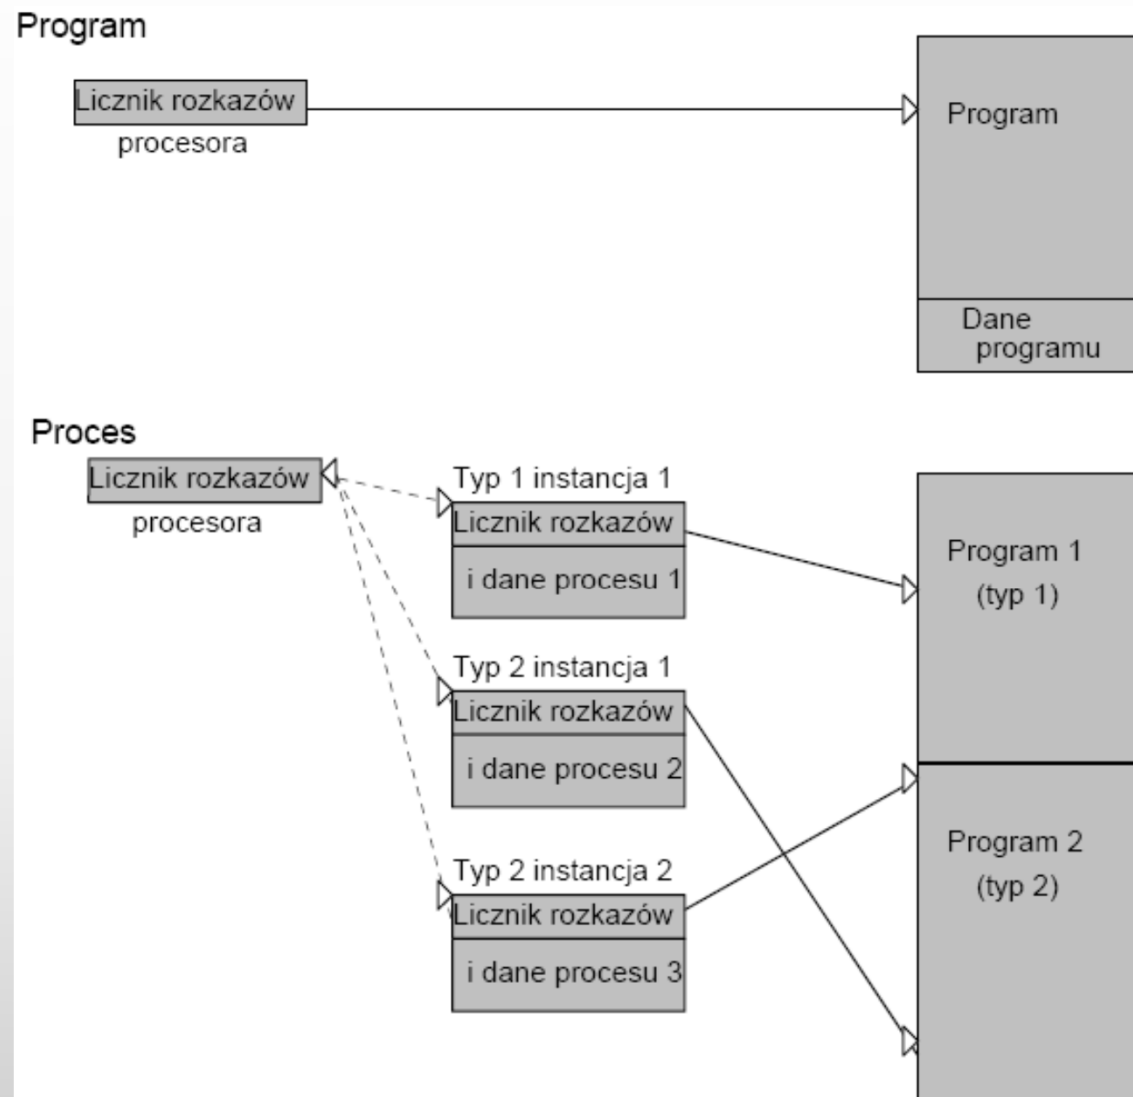 Program
Licznik rozkazów
procesora
Program
Dane
programu
Proces
Licznik rozkazów
procesora
Typ 1 instancja 1
Licznik rozkazów
i dane procesu 1
Typ 2 instancja 1
Licznik rozkazów
i dane procesu 2
Typ 2 instancja 2
Licznik rozkazów
i dane procesu 3
Program 1
(typ 1)
Program 2
(typ 2)